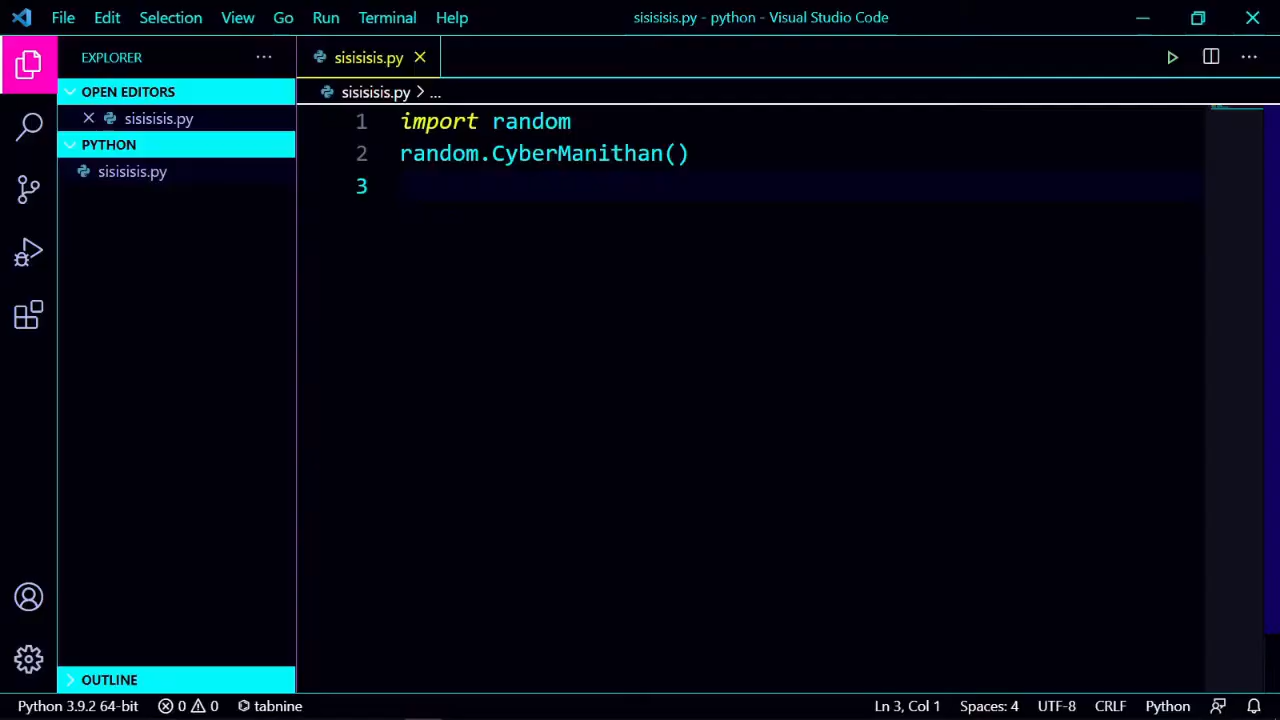 File Edit Selection View Go Run Terminal Help sisisisis.py - python - Visual Studio Code
EXPLORER ...
sisisisis.py
OPEN EDITORS
sisisisis.py > ...
sisisisis.py
PYTHON
sisisisis.py
1 import random
2 random.CyberManithan()
3
OUTLINE
Python 3.9.2 64-bit 0 0 tabnine Ln 3, Col 1 Spaces: 4 UTF-8 CRLF Python